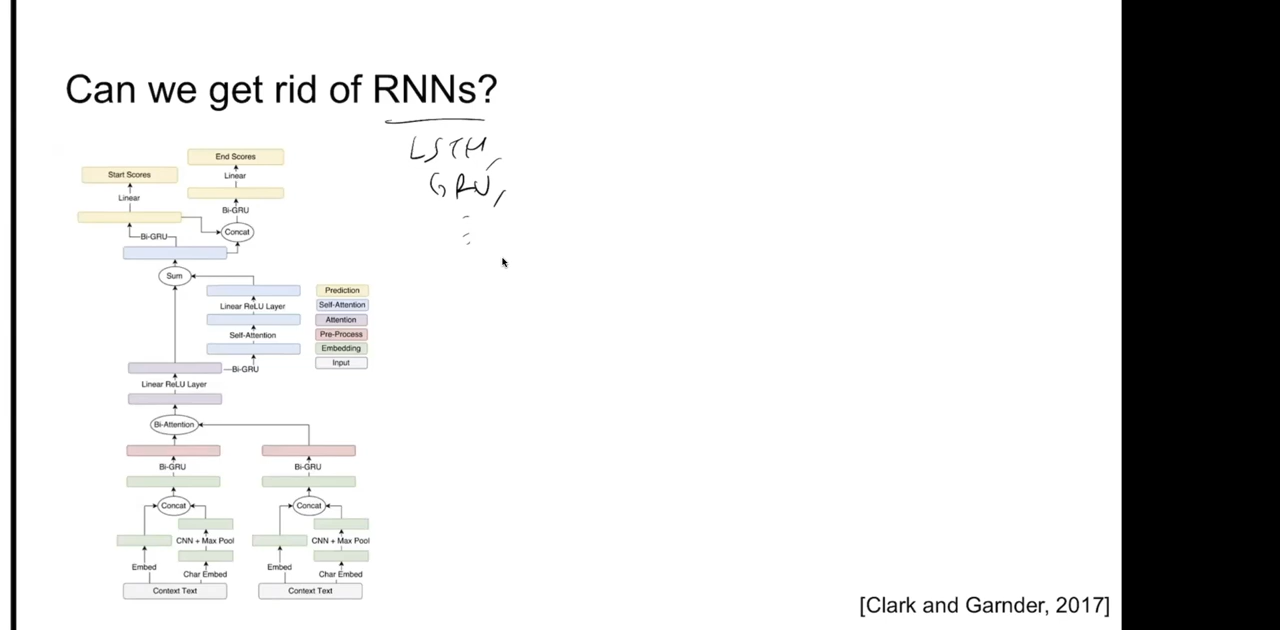 Can we get rid of RNNs?
LSTM,
GRU,
End Scores
Start Scores
Linear
Linear
Bi-GRU
Concat
Bi-GRU
Sum
Prediction
Linear ReLU Layer
Self-Attention
Attention
Self-Attention
Pre-Process
Embedding
Input
Bi-GRU
Linear ReLU Layer
Bi-Attention
Bi-GRU Bi-GRU
Concat Concat
CNN + Max Pool CNN + Max Pool
Embed Embed
Char Embed Char Embed
Context Text Context Text
[Clark and Garnder, 2017]